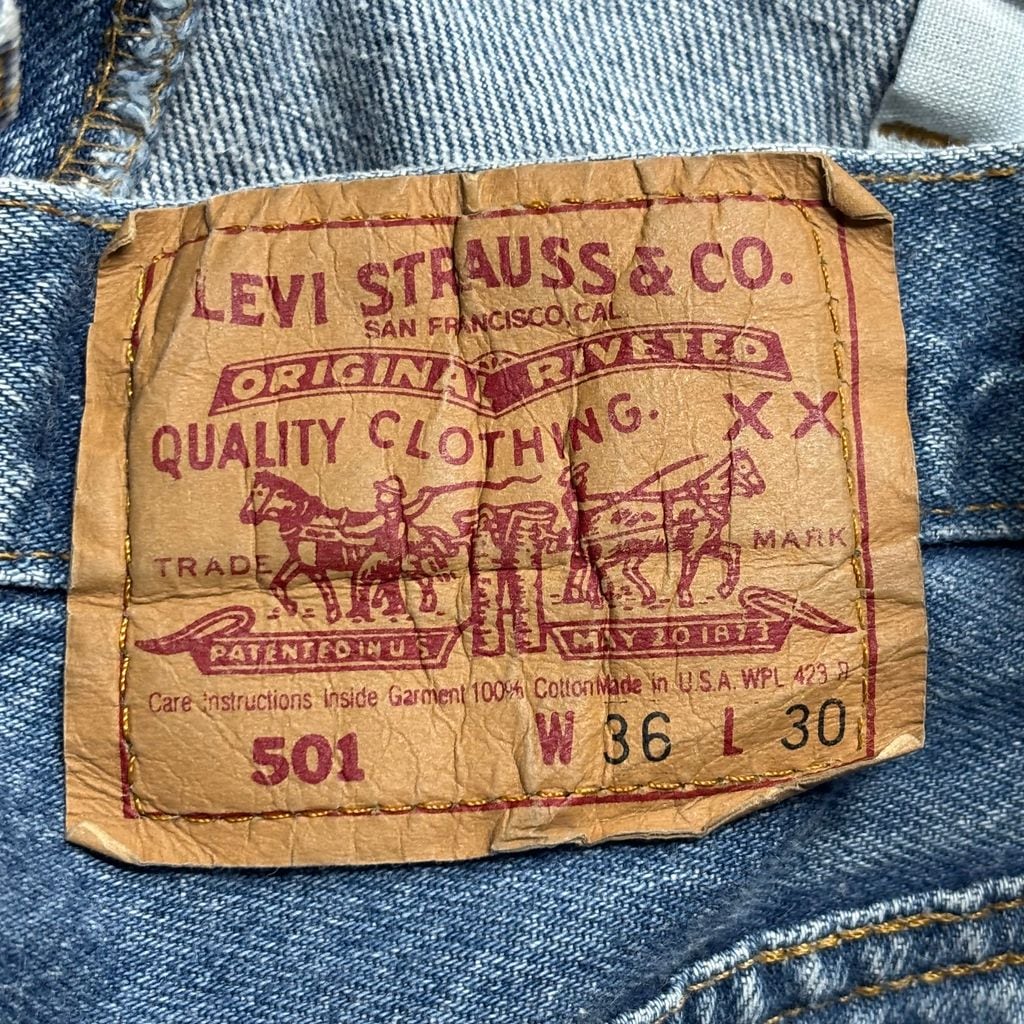 LEVI STRAUSS & CO.
SAN FRANCISCO, CAL.
ORIGINAL RIVETED
QUALITY CLOTHING. XX
TRADE MARK
PATENTED IN U S MAY 20 1873
Care Instructions Inside Garment 100% Cotton Made in U.S.A. WPL 423
501 W 36 L 30